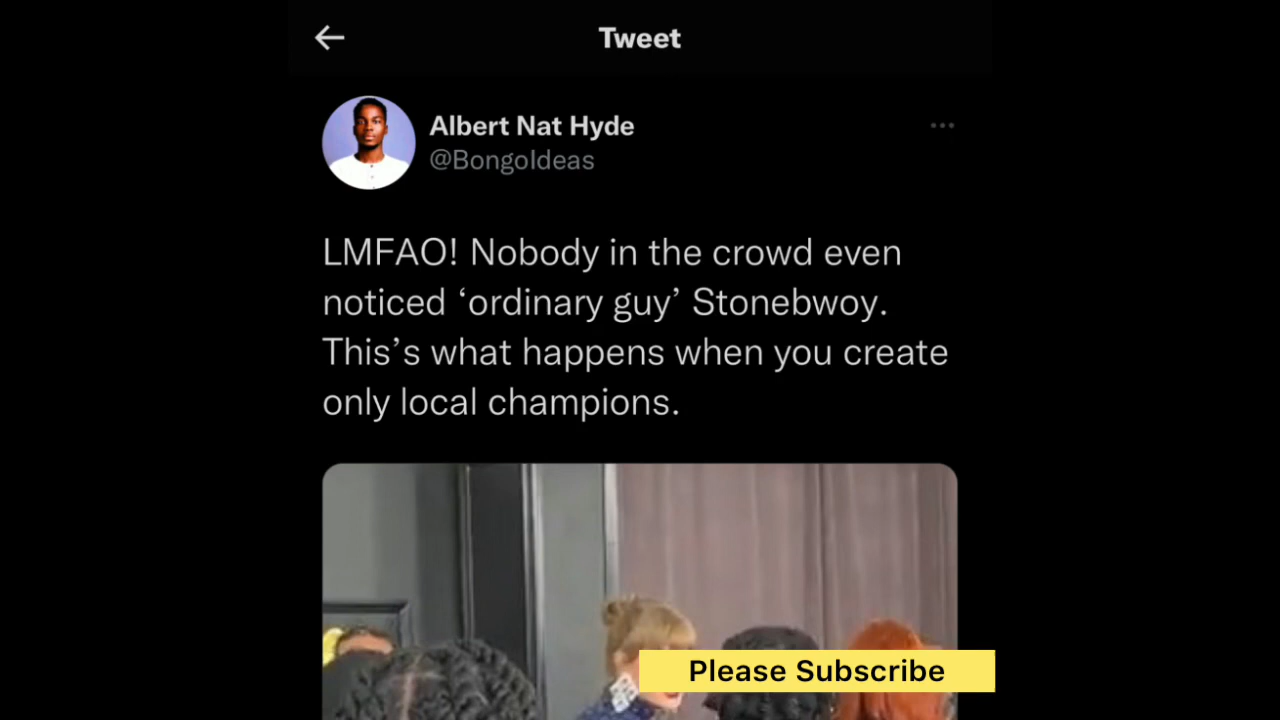 Tweet
Albert Nat Hyde
@BongoIdeas
LMFAO! Nobody in the crowd even
noticed ‘ordinary guy’ Stonebwoy.
This’s what happens when you create
only local champions.
Please Subscribe